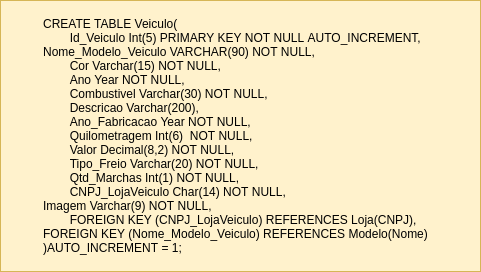 CREATE TABLE Veiculo(
Id_Veiculo Int(5) PRIMARY KEY NOT NULL AUTO_INCREMENT,
Nome_Modelo_Veiculo VARCHAR(90) NOT NULL,
Cor Varchar(15) NOT NULL,
Ano Year NOT NULL,
Combustivel Varchar(30) NOT NULL,
Descricao Varchar(200),
Ano_Fabricacao Year NOT NULL,
Quilometragem Int(6)  NOT NULL,
Valor Decimal(8,2) NOT NULL,
Tipo_Freio Varchar(20) NOT NULL,
Qtd_Marchas Int(1) NOT NULL,
CNPJ_LojaVeiculo Char(14) NOT NULL,
Imagem Varchar(9) NOT NULL,
FOREIGN KEY (CNPJ_LojaVeiculo) REFERENCES Loja(CNPJ),
FOREIGN KEY (Nome_Modelo_Veiculo) REFERENCES Modelo(Nome)
)AUTO_INCREMENT = 1;